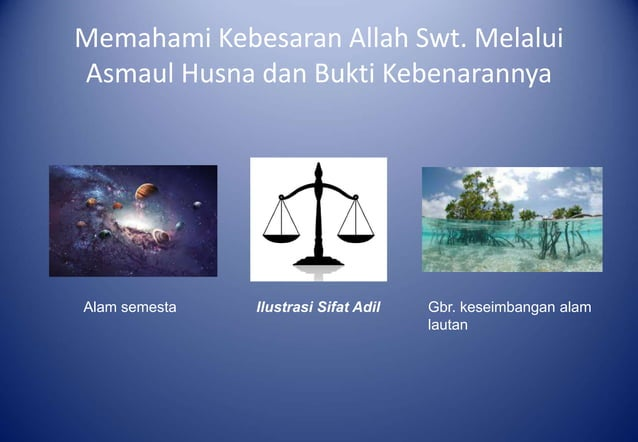 Memahami Kebesaran Allah Swt. Melalui
Asmaul Husna dan Bukti Kebenarannya
Alam semesta
Ilustrasi Sifat Adil
Gbr. keseimbangan alam
lautan